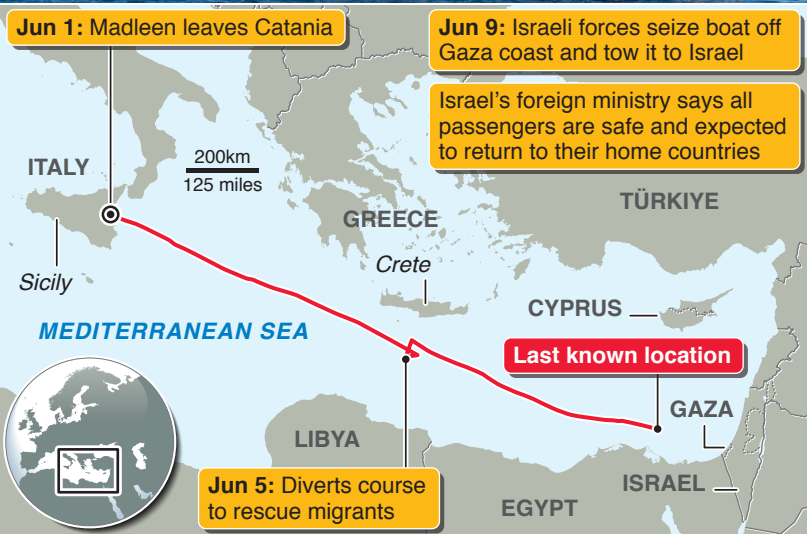 Jun 1: Madleen leaves Catania
Jun 9: Israeli forces seize boat off
Gaza coast and tow it to Israel
Israel's foreign ministry says all
passengers are safe and expected
to return to their home countries
200km
125 miles
ITALY
TÜRKIYE
GREECE
Sicily
Crete
CYPRUS
MEDITERRANEAN SEA
Last known location
GAZA
LIBYA
ISRAEL
Jun 5: Diverts course
to rescue migrants
EGYPT